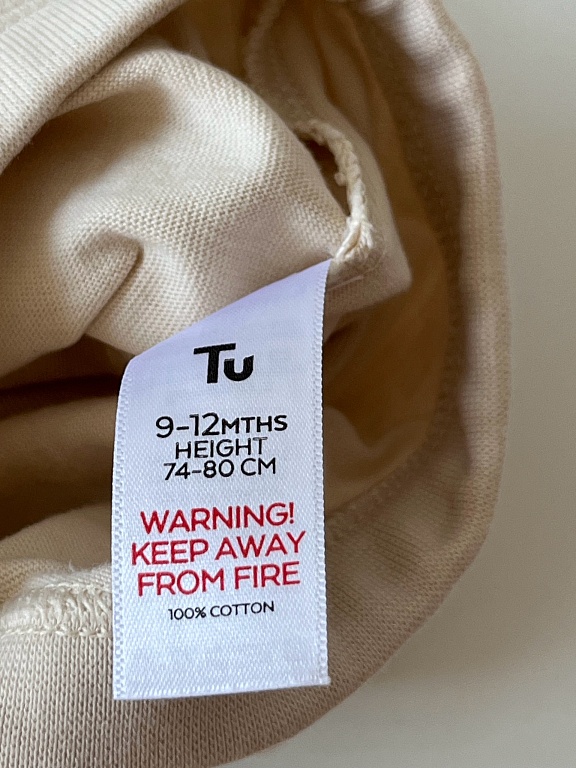 Tu
9-12MTHS
HEIGHT
74-80 CM
WARNING!
KEEP AWAY
FROM FIRE
100% COTTON